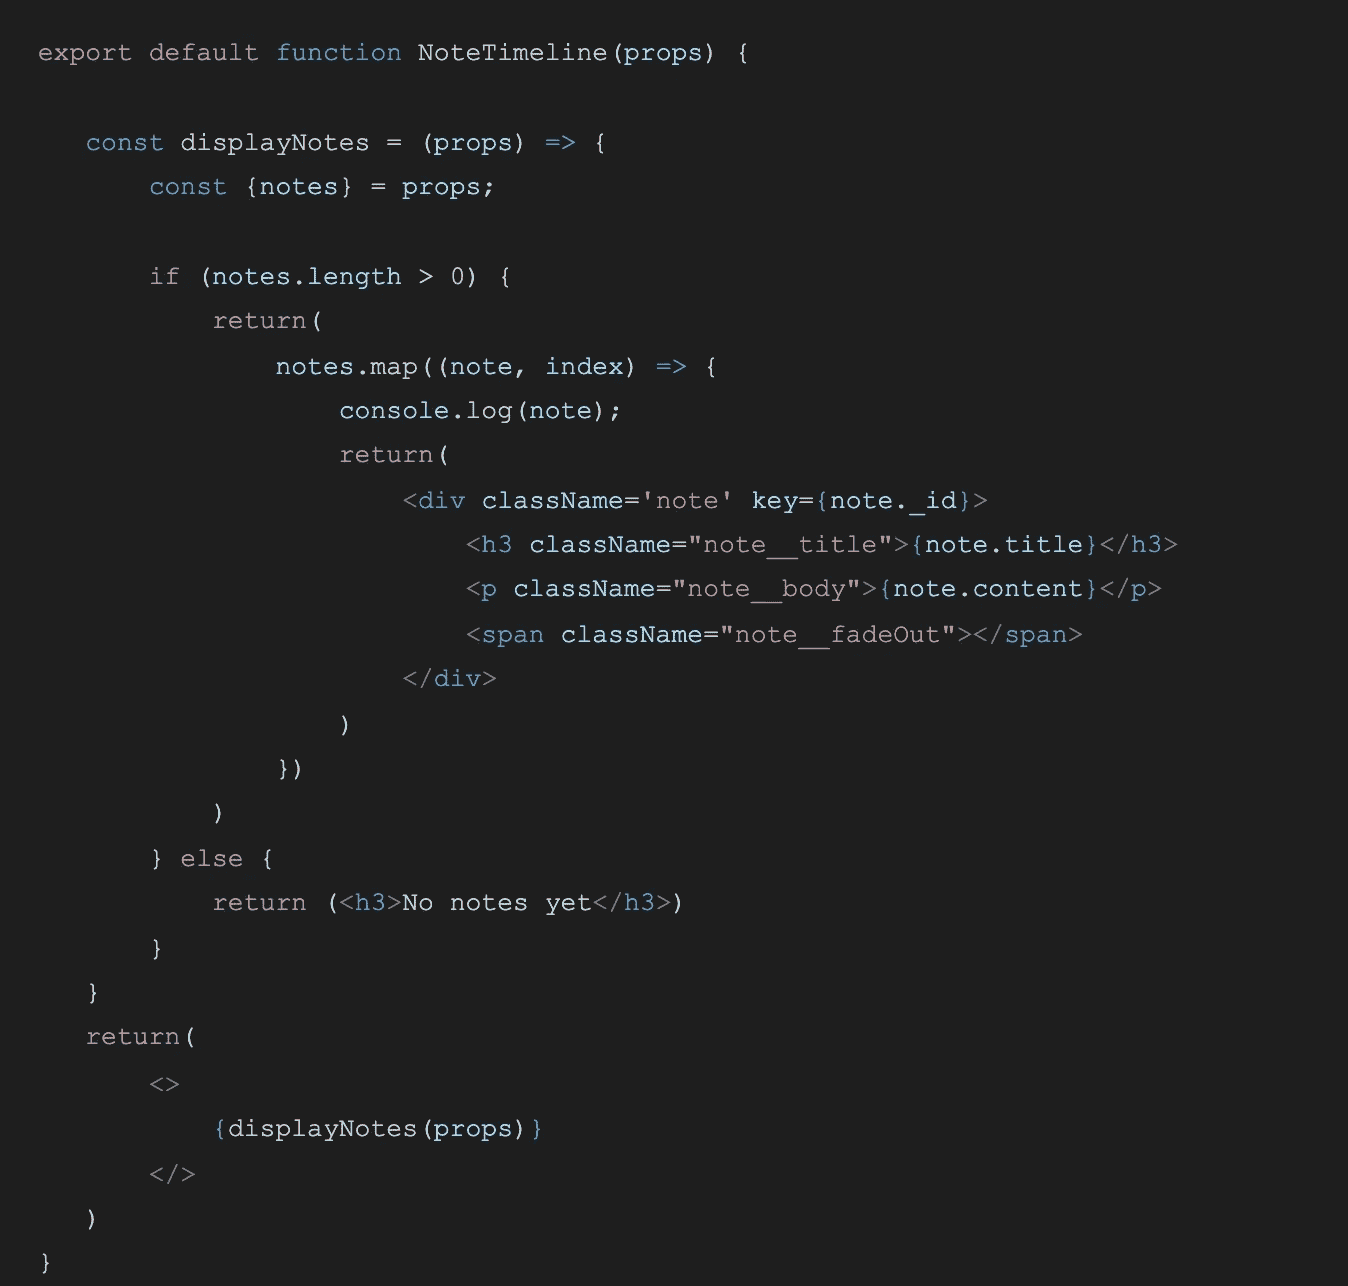 export default function NoteTimeline(props) {
const displayNotes = (props) => {
const {notes} = props;
if (notes.length > 0) {
return(
notes.map((note, index) => {
console.log(note);
return(
<div className='note' key={note._id}>
<h3 className="note__title">{note.title}</h3>
<p className="note__body">{note.content}</p>
<span className="note__fadeOut"></span>
</div>
)
})
)
} else {
return (<h3>No notes yet</h3>)
}
}
return(
<>
{displayNotes(props)}
</>
)
}